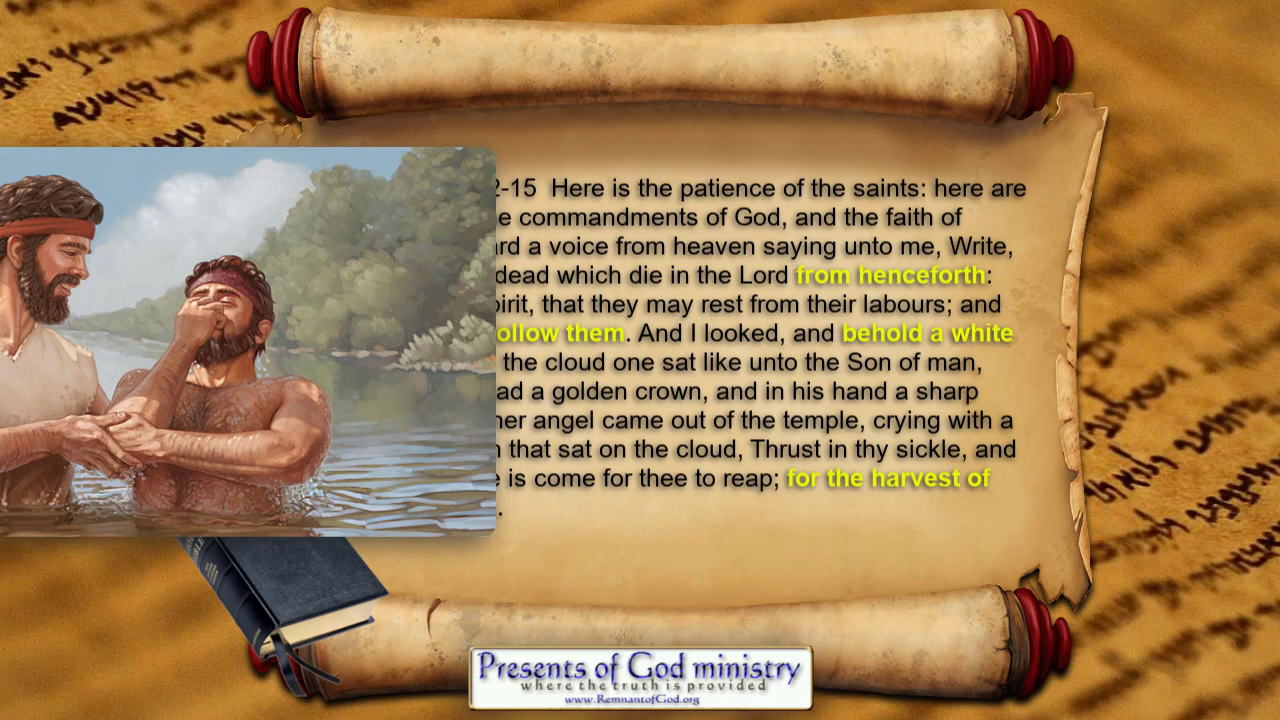 2-15 Here is the patience of the saints: here are
e commandments of God, and the faith of
ard a voice from heaven saying unto me, Write,
dead which die in the Lord from henceforth:
pirit, that they may rest from their labours; and
ollow them. And I looked, and behold a white
the cloud one sat like unto the Son of man,
ad a golden crown, and in his hand a sharp
her angel came out of the temple, crying with a
that sat on the cloud, Thrust in thy sickle, and
e is come for thee to reap; for the harvest of
.
Presents of God ministry
where the truth is provided
www.RemnantofGod.org